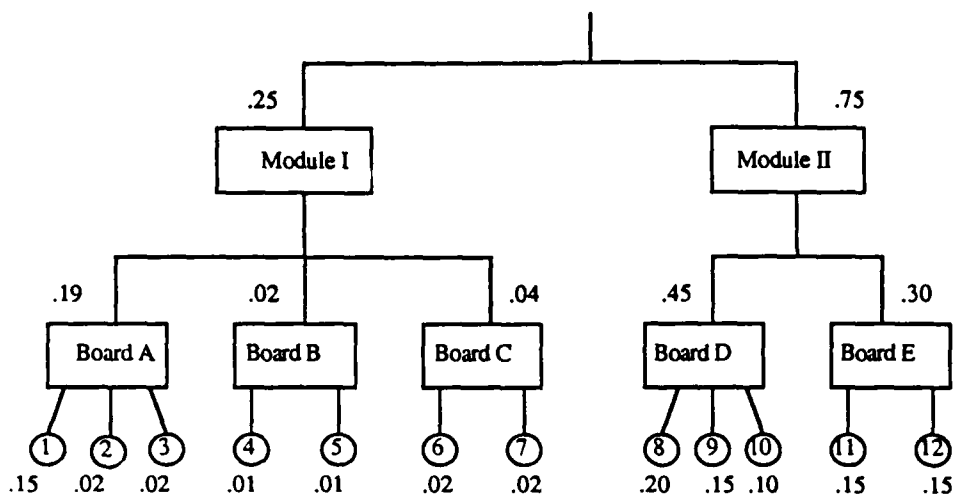 .25 .75
Module I Module II
.19 .02 .04 .45 .30
Board A Board B Board C Board D Board E
1 2 3 4 5 6 7 8 9 10 11 12
.15 .02 .02 .01 .01 .02 .02 .20 .15 .10 .15 .15